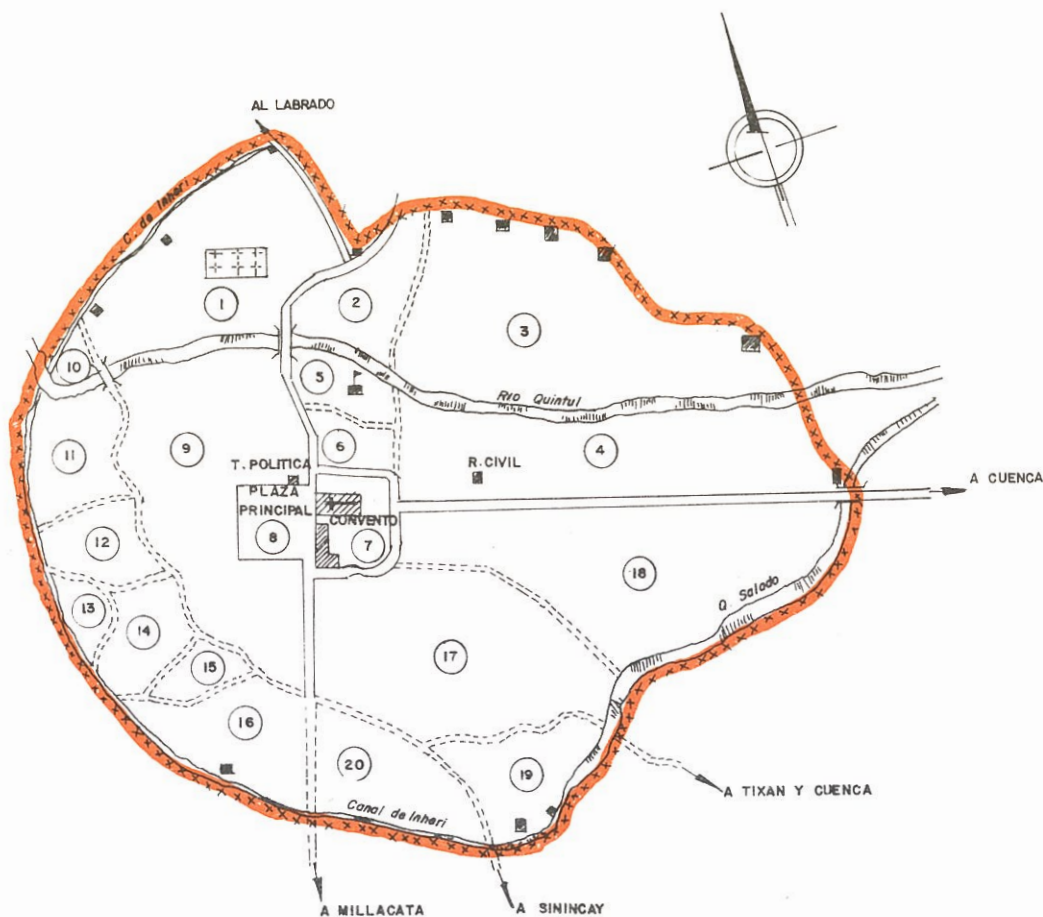 AL LABRADO
C. de Inheri
1
2
3
10
5
Río Quintul
6
4
11
9
T. POLITICA
R. CIVIL
A CUENCA
PLAZA
PRINCIPAL
CONVENTO
8
7
12
18
Q. Salado
13
14
15
17
16
20
19
A TIXAN Y CUENCA
Canal de Inheri
A MILLACATA
A SININCAY